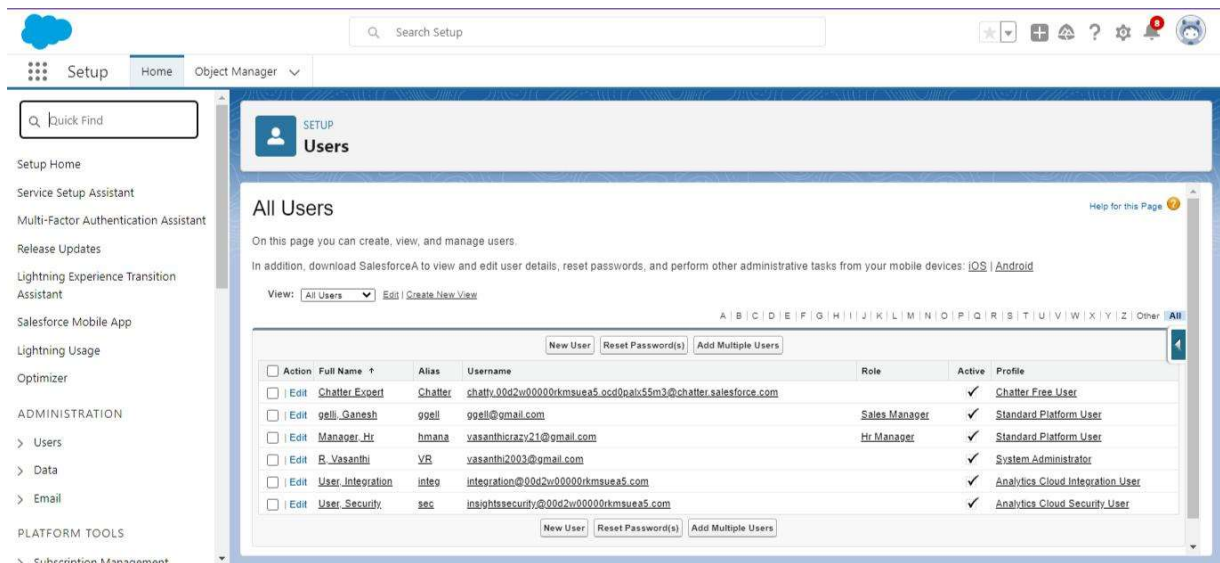 Search Setup
8
Setup Home Object Manager
Quick Find
Setup Home
Service Setup Assistant
Multi-Factor Authentication Assistant
Release Updates
Lightning Experience Transition
Assistant
Salesforce Mobile App
Lightning Usage
Optimizer
ADMINISTRATION
Users
Data
Email
PLATFORM TOOLS
Subscription Management
SETUP
Users
All Users
Help for this Page ?
On this page you can create, view, and manage users.
In addition, download SalesforceA to view and edit user details, reset passwords, and perform other administrative tasks from your mobile devices: iOS | Android
View: All Users Edit | Create New View
A | B | C | D | E | F | G | H | I | J | K | L | M | N | O | P | Q | R | S | T | U | V | W | X | Y | Z | Other All
New User Reset Password(s) Add Multiple Users
Action Full Name ↑ Alias Username Role Active Profile
| Edit Chatter Expert Chatter chatty.00d2w00000rkmsuea5.ocd0palx55m3@chatter.salesforce.com ✓ Chatter Free User
| Edit gelli, Ganesh ggell ggell@gmail.com Sales Manager ✓ Standard Platform User
| Edit Manager, Hr hmana vasanthicrazy21@gmail.com Hr Manager ✓ Standard Platform User
| Edit R, Vasanthi VR vasanthi2003@gmail.com ✓ System Administrator
| Edit User, Integration integ integration@00d2w00000rkmsuea5.com ✓ Analytics Cloud Integration User
| Edit User, Security sec insightssecurity@00d2w00000rkmsuea5.com ✓ Analytics Cloud Security User
New User Reset Password(s) Add Multiple Users